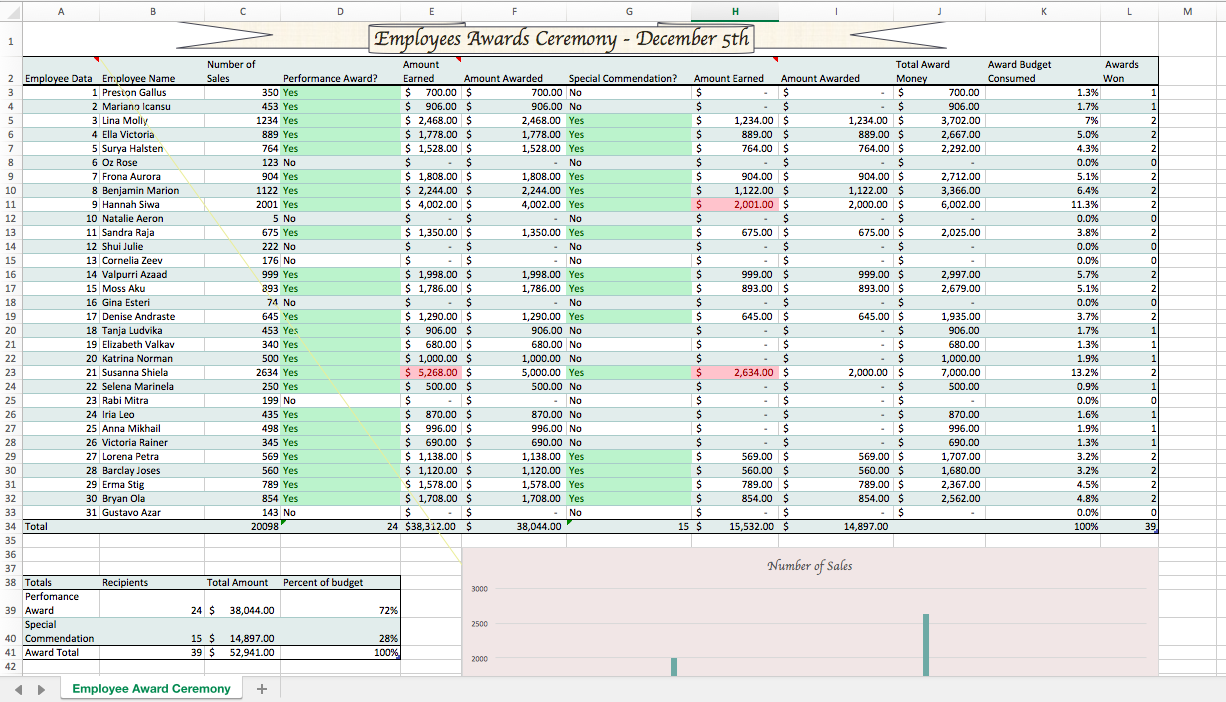 A B C D E F G H I J K L M
1 Employees Awards Ceremony - December 5th
Number of Amount Total Award Award Budget Awards
2 Employee Data Employee Name Sales Performance Award? Earned Amount Awarded Special Commendation? Amount Earned Amount Awarded Money Consumed Won
3 1 Preston Gallus 350 Yes $ 700.00 $ 700.00 No $ - $ - $ 700.00 1.3% 1
4 2 Mariano Icansu 453 Yes $ 906.00 $ 906.00 No $ - $ - $ 906.00 1.7% 1
5 3 Lina Molly 1234 Yes $ 2,468.00 $ 2,468.00 Yes $ 1,234.00 $ 1,234.00 $ 3,702.00 7% 2
6 4 Ella Victoria 889 Yes $ 1,778.00 $ 1,778.00 Yes $ 889.00 $ 889.00 $ 2,667.00 5.0% 2
7 5 Surya Halsten 764 Yes $ 1,528.00 $ 1,528.00 Yes $ 764.00 $ 764.00 $ 2,292.00 4.3% 2
8 6 Oz Rose 123 No $ - $ - No $ - $ - $ - 0.0% 0
9 7 Frona Aurora 904 Yes $ 1,808.00 $ 1,808.00 Yes $ 904.00 $ 904.00 $ 2,712.00 5.1% 2
10 8 Benjamin Marion 1122 Yes $ 2,244.00 $ 2,244.00 Yes $ 1,122.00 $ 1,122.00 $ 3,366.00 6.4% 2
11 9 Hannah Siwa 2001 Yes $ 4,002.00 $ 4,002.00 Yes $ 2,001.00 $ 2,000.00 $ 6,002.00 11.3% 2
12 10 Natalie Aeron 5 No $ - $ - No $ - $ - $ - 0.0% 0
13 11 Sandra Raja 675 Yes $ 1,350.00 $ 1,350.00 Yes $ 675.00 $ 675.00 $ 2,025.00 3.8% 2
14 12 Shui Julie 222 No $ - $ - No $ - $ - $ - 0.0% 0
15 13 Cornelia Zeev 176 No $ - $ - No $ - $ - $ - 0.0% 0
16 14 Valpurri Azaad 999 Yes $ 1,998.00 $ 1,998.00 Yes $ 999.00 $ 999.00 $ 2,997.00 5.7% 2
17 15 Moss Aku 893 Yes $ 1,786.00 $ 1,786.00 Yes $ 893.00 $ 893.00 $ 2,679.00 5.1% 2
18 16 Gina Esteri 74 No $ - $ - No $ - $ - $ - 0.0% 0
19 17 Denise Andraste 645 Yes $ 1,290.00 $ 1,290.00 Yes $ 645.00 $ 645.00 $ 1,935.00 3.7% 2
20 18 Tanja Ludvika 453 Yes $ 906.00 $ 906.00 No $ - $ - $ 906.00 1.7% 1
21 19 Elizabeth Valkav 340 Yes $ 680.00 $ 680.00 No $ - $ - $ 680.00 1.3% 1
22 20 Katrina Norman 500 Yes $ 1,000.00 $ 1,000.00 No $ - $ - $ 1,000.00 1.9% 1
23 21 Susanna Shiela 2634 Yes $ 5,268.00 $ 5,000.00 Yes $ 2,634.00 $ 2,000.00 $ 7,000.00 13.2% 2
24 22 Selena Marinela 250 Yes $ 500.00 $ 500.00 No $ - $ - $ 500.00 0.9% 1
25 23 Rabi Mitra 199 No $ - $ - No $ - $ - $ - 0.0% 0
26 24 Iria Leo 435 Yes $ 870.00 $ 870.00 No $ - $ - $ 870.00 1.6% 1
27 25 Anna Mikhail 498 Yes $ 996.00 $ 996.00 No $ - $ - $ 996.00 1.9% 1
28 26 Victoria Rainer 345 Yes $ 690.00 $ 690.00 No $ - $ - $ 690.00 1.3% 1
29 27 Lorena Petra 569 Yes $ 1,138.00 $ 1,138.00 Yes $ 569.00 $ 569.00 $ 1,707.00 3.2% 2
30 28 Barclay Joses 560 Yes $ 1,120.00 $ 1,120.00 Yes $ 560.00 $ 560.00 $ 1,680.00 3.2% 2
31 29 Erma Stig 789 Yes $ 1,578.00 $ 1,578.00 Yes $ 789.00 $ 789.00 $ 2,367.00 4.5% 2
32 30 Bryan Ola 854 Yes $ 1,708.00 $ 1,708.00 Yes $ 854.00 $ 854.00 $ 2,562.00 4.8% 2
33 31 Gustavo Azar 143 No $ - $ - No $ - $ - $ - 0.0% 0
34 Total 20098 24 $38,312.00 $ 38,044.00 15 $ 15,532.00 $ 14,897.00 100% 39
35
36
37 Number of Sales
38 Totals Recipients Total Amount Percent of budget 3000
Perfomance
39 Award 24 $ 38,044.00 72%
Special 2500
40 Commendation 15 $ 14,897.00 28%
41 Award Total 39 $ 52,941.00 100% 2000
42
Employee Award Ceremony +